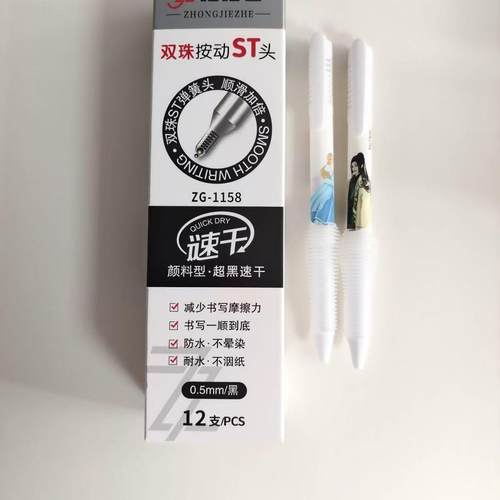 ZHONGJIEZHE
双珠按动ST头
·双珠ST弹簧头 顺滑加倍·
SMOOTH WRITING
ZG-1158
QUICK DRY
速干
颜料型·超黑速干
减少书写摩擦力
书写一顺到底
防水·不晕染
耐水·不洇纸
0.5mm/黑
12支/PCS